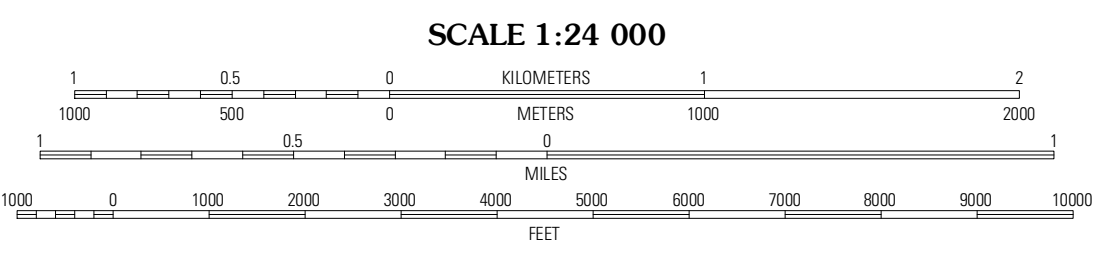 SCALE 1:24 000
1 0.5 0 KILOMETERS 1 2
1000 500 0 METERS 1000 2000
1 0.5 0 1
MILES
1000 0 1000 2000 3000 4000 5000 6000 7000 8000 9000 10000
FEET